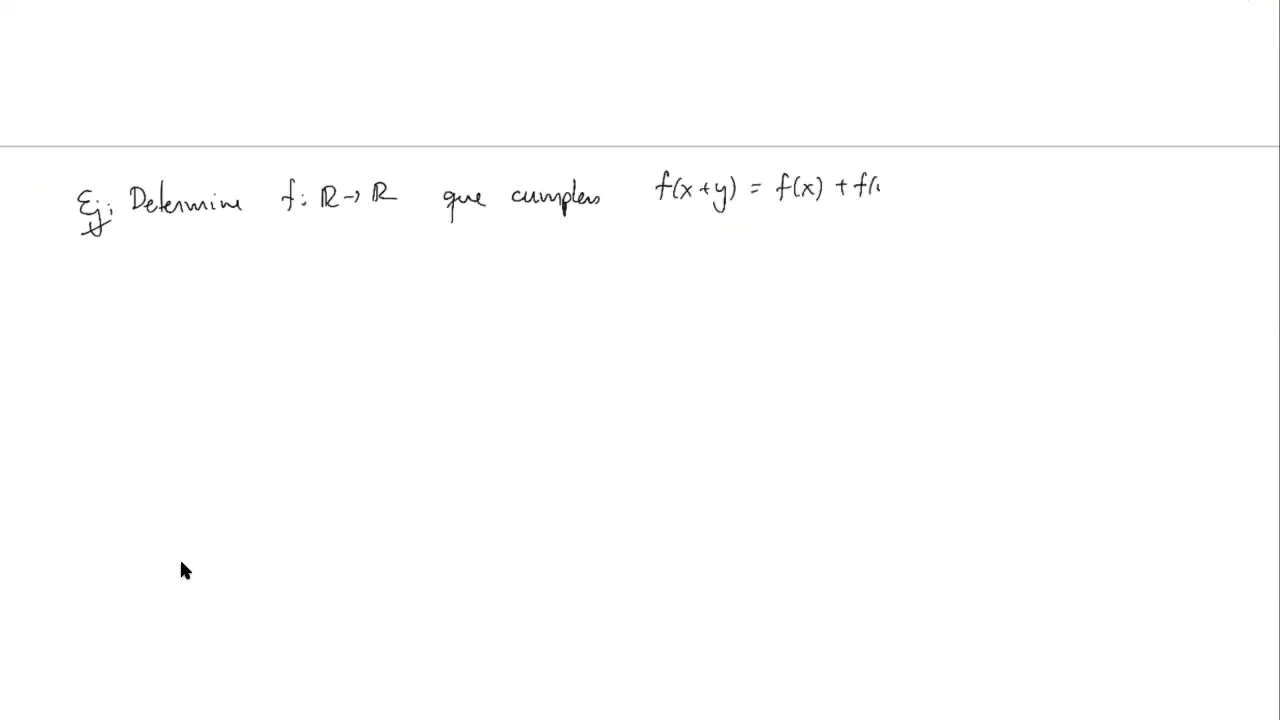 Ej: Determine f: ℝ → ℝ que cumplen f(x+y) = f(x) + f(